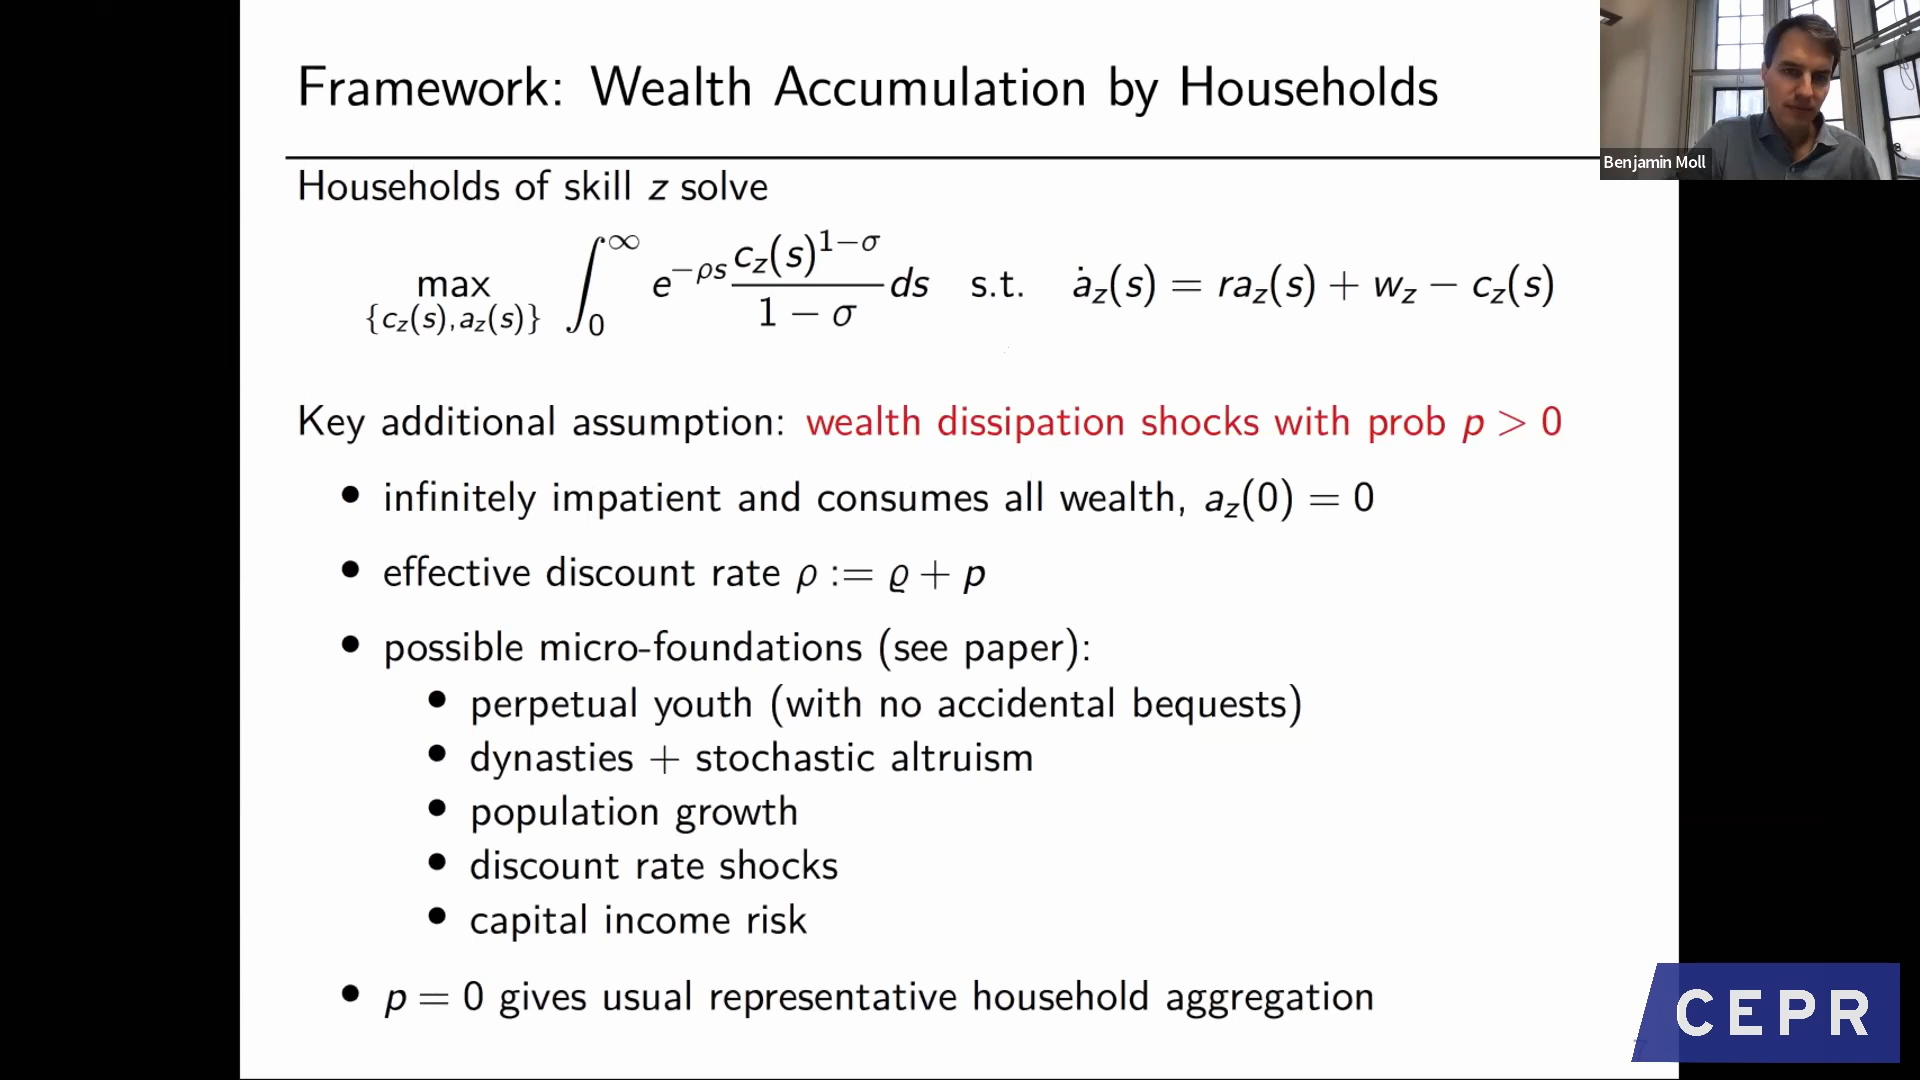 Framework: Wealth Accumulation by Households
Benjamin Moll
Households of skill z solve
max {c_z(s),a_z(s)} ∫_0^∞ e^{−ρs} c_z(s)^{1−σ} / (1 − σ) ds s.t. ȧ_z(s) = ra_z(s) + w_z − c_z(s)
Key additional assumption: wealth dissipation shocks with prob p > 0
• infinitely impatient and consumes all wealth, a_z(0) = 0
• effective discount rate ρ := ϱ + p
• possible micro-foundations (see paper):
• perpetual youth (with no accidental bequests)
• dynasties + stochastic altruism
• population growth
• discount rate shocks
• capital income risk
• p = 0 gives usual representative household aggregation
CEPR